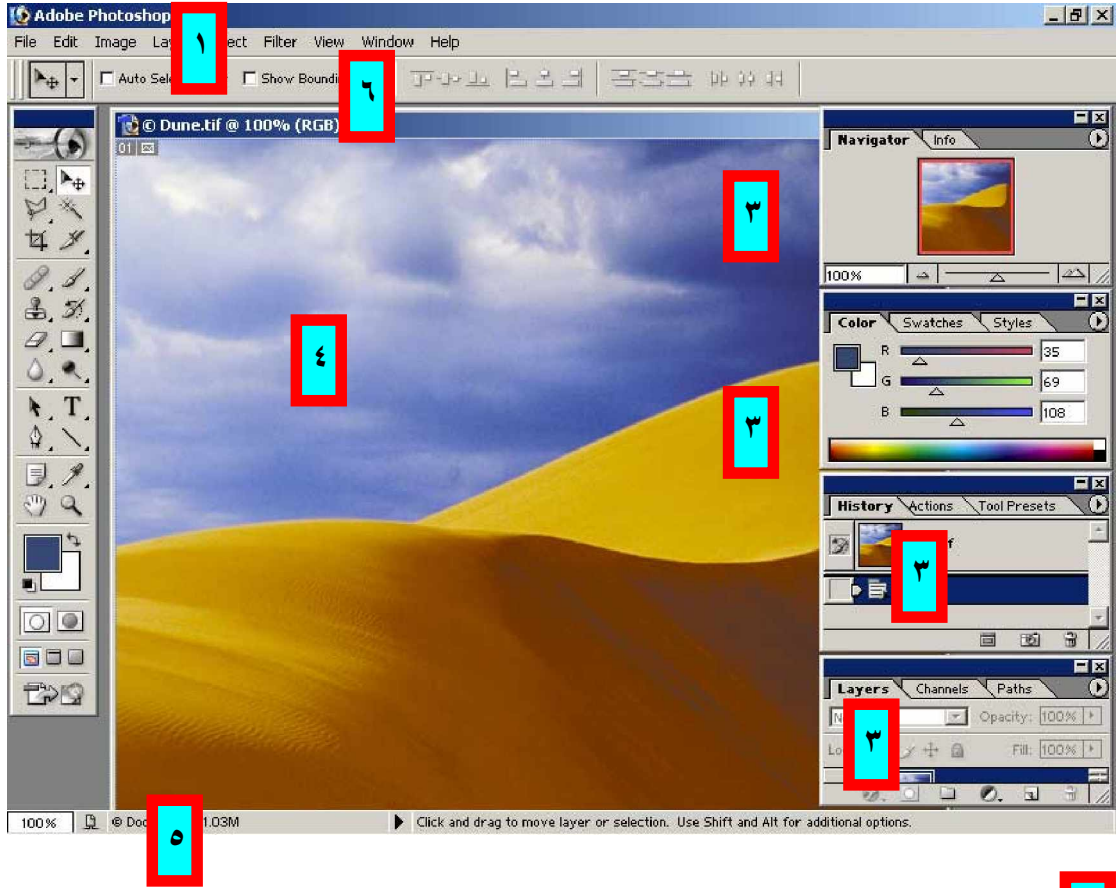 Adobe Photoshop
File Edit Image Filter View Window Help
١
Auto Show
٦
© Dune.tif @ 100% (RGB)
01
Navigator Info
٣
100%
Color Swatches Styles
R 35
G 69
B 108
٤
٣
History Actions Tool Presets
٣
Layers Channels Paths
Opacity: 100%
Fill: 100%
٣
T
100% © 1.03M Click and drag to move layer or selection. Use Shift and Alt for additional options.
٥